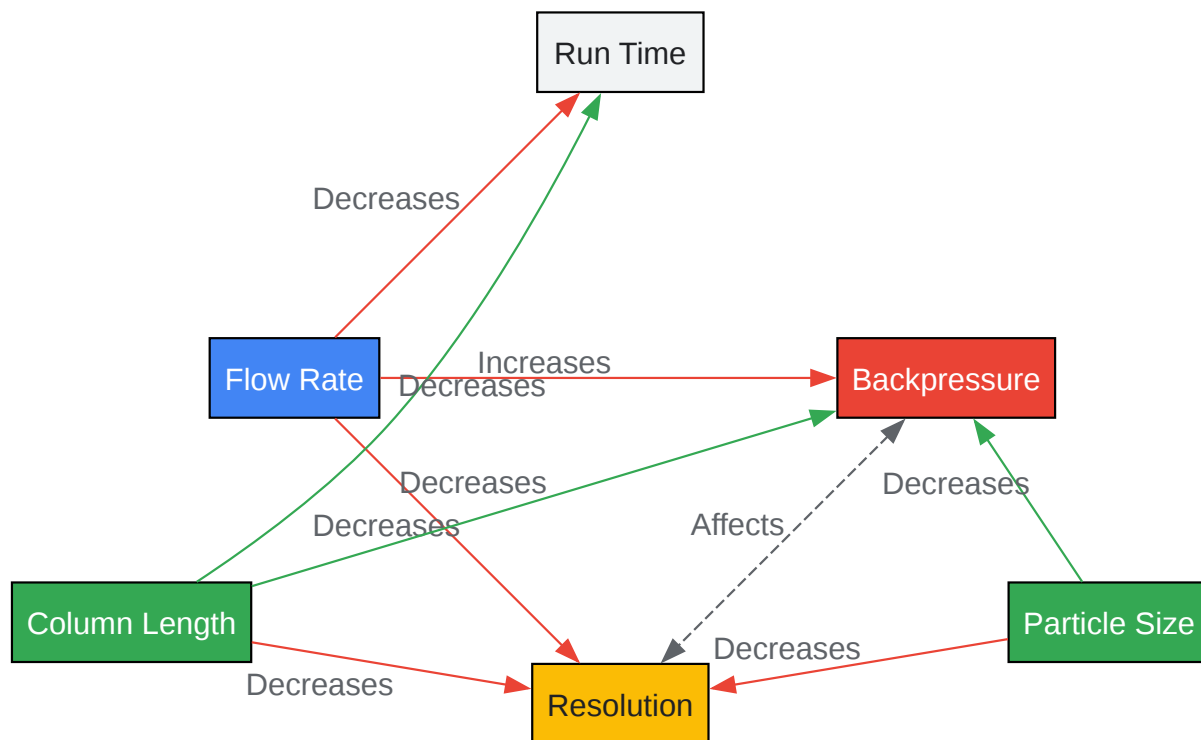 Run Time
Decreases
Flow Rate
Increases
Backpressure
Decreases
Decreases
Decreases
Decreases
Affects
Column Length
Particle Size
Decreases
Decreases
Resolution